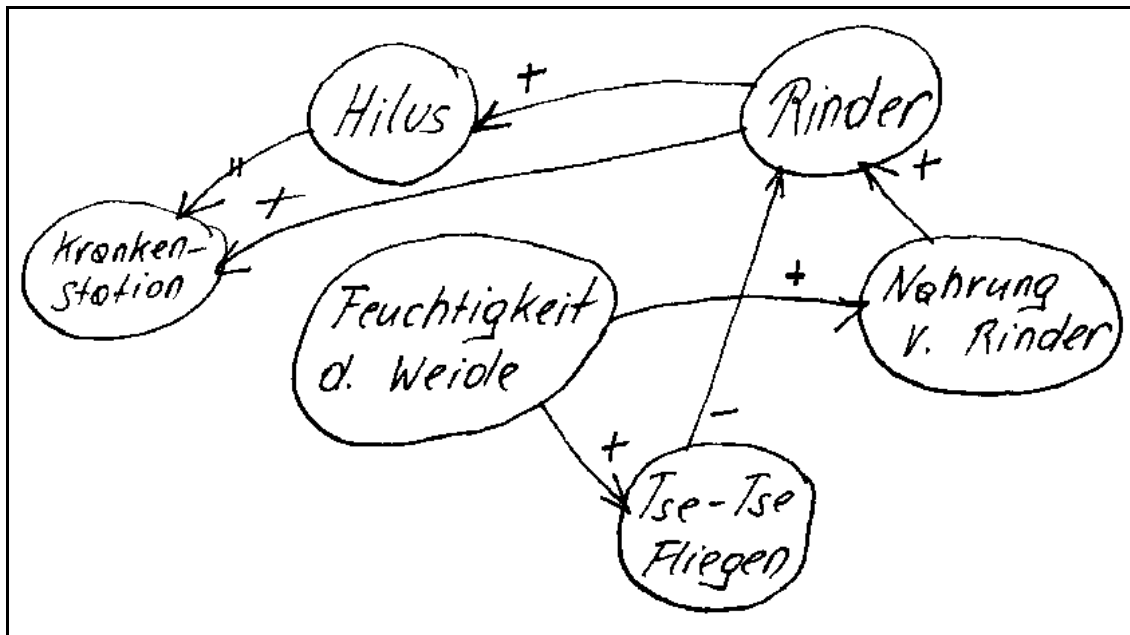 Hilus
+
Rinder
"
+
+
Kranken-
station
Feuchtigkeit
d. Weide
+
Nahrung
v. Rinder
+
-
Tse-Tse
Fliegen